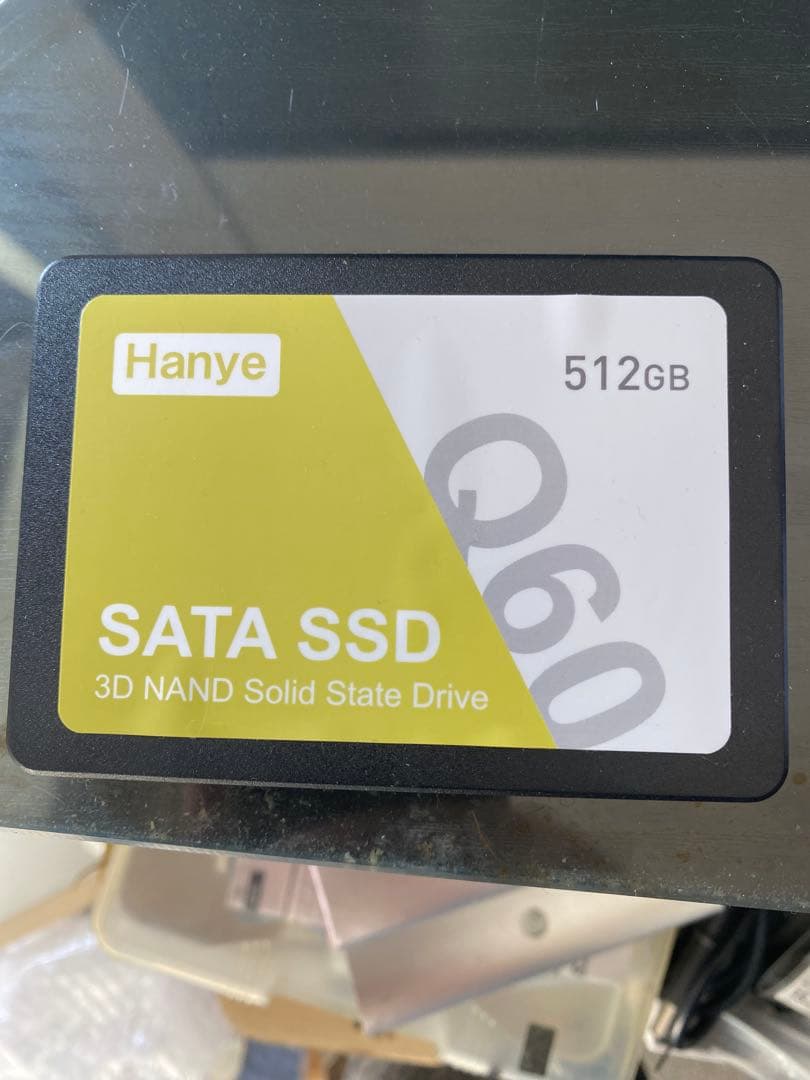 Hanye
512GB
Q60
SATA SSD
3D NAND Solid State Drive